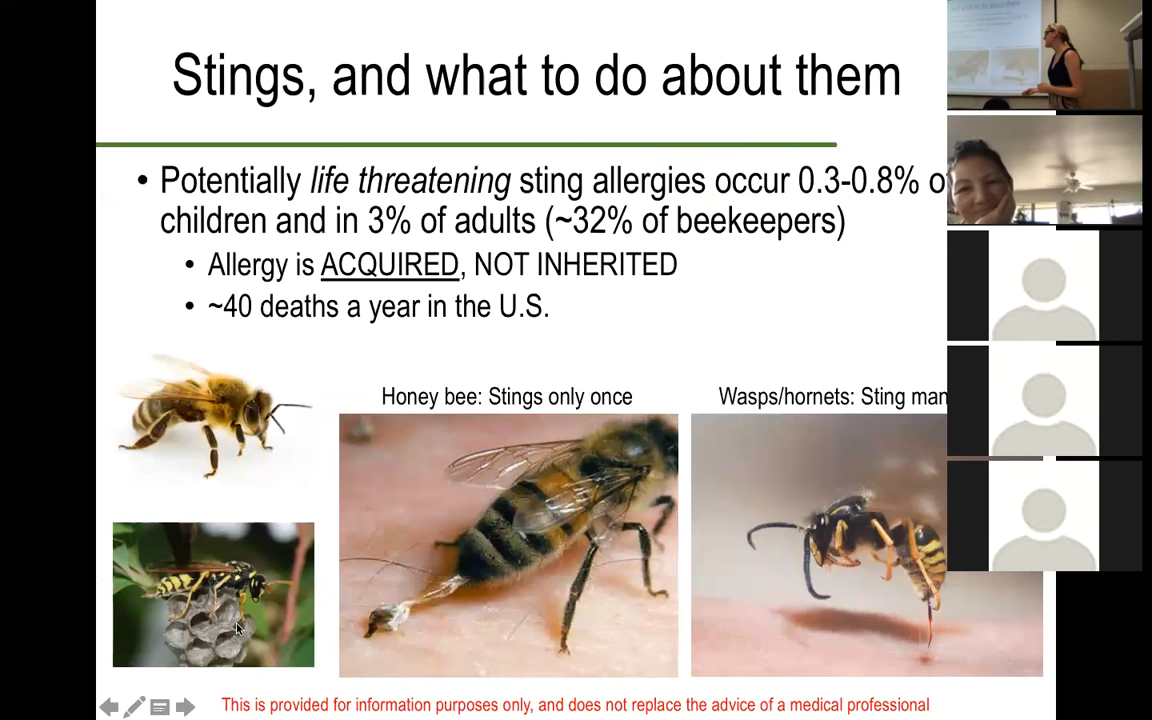 Stings, and what to do about them
• Potentially life threatening sting allergies occur 0.3-0.8%
children and in 3% of adults (~32% of beekeepers)
• Allergy is ACQUIRED, NOT INHERITED
• ~40 deaths a year in the U.S.
Honey bee: Stings only once
Wasps/hornets: Sting
This is provided for information purposes only, and does not replace the advice of a medical professional